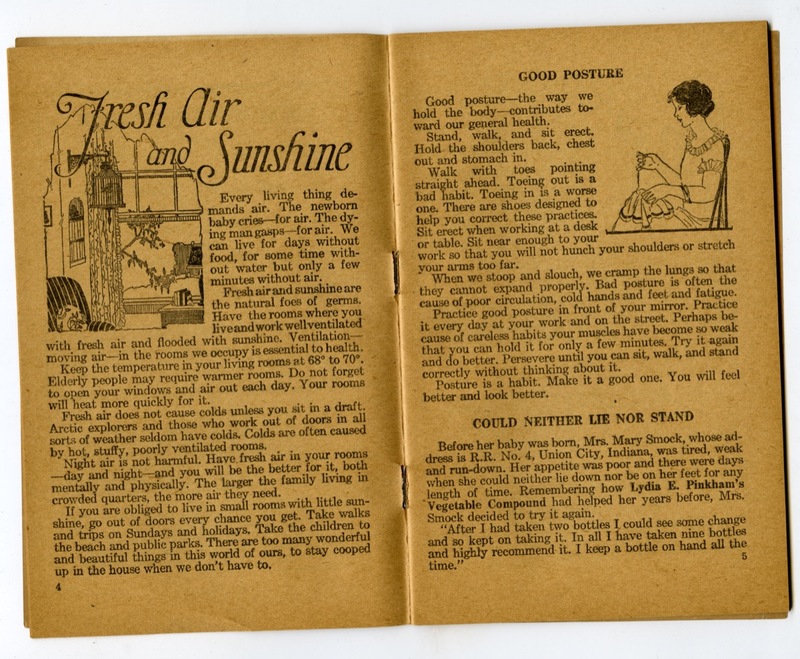 Fresh Air
and Sunshine
Every living thing de-
mands air. The newborn
baby cries—for air. The dy-
ing man gasps—for air. We
can live for days without
food, for some time with-
out water but only a few
minutes without air.
Fresh air and sunshine are
the natural foes of germs.
Have the rooms where you
live and work well ventilated
with fresh air and flooded with sunshine. Ventilation—
moving air—in the rooms we occupy is essential to health.
Keep the temperature in your living rooms at 68° to 70°.
Elderly people may require warmer rooms. Do not forget
to open your windows and air out each day. Your rooms
will heat more quickly for it.
Fresh air does not cause colds unless you sit in a draft.
Arctic explorers and those who work out of doors in all
sorts of weather seldom have colds. Colds are often caused
by hot, stuffy, poorly ventilated rooms.
Night air is not harmful. Have fresh air in your rooms
—day and night—and you will be the better for it, both
mentally and physically. The larger the family living in
crowded quarters, the more air they need.
If you are obliged to live in small rooms with little sun-
shine, go out of doors every chance you get. Take walks
and trips on Sundays and holidays. Take the children to
the beach and public parks. There are too many wonderful
and beautiful things in this world of ours, to stay cooped
up in the house when we don't have to.
4
GOOD POSTURE
Good posture—the way we
hold the body—contributes to-
ward our general health.
Stand, walk, and sit erect.
Hold the shoulders back, chest
out and stomach in.
Walk with toes pointing
straight ahead. Toeing out is a
bad habit. Toeing in is a worse
one. There are shoes designed to
help you correct these practices.
Sit erect when working at a desk
or table. Sit near enough to your
work so that you will not hunch your shoulders or stretch
your arms too far.
When we stoop and slouch, we cramp the lungs so that
they cannot expand properly. Bad posture is often the
cause of poor circulation, cold hands and feet and fatigue.
Practice good posture in front of your mirror. Practice
it every day at your work and on the street. Perhaps be-
cause of careless habits your muscles have become so weak
that you can hold it for only a few minutes. Try it again
and do better. Persevere until you can sit, walk, and stand
correctly without thinking about it.
Posture is a habit. Make it a good one. You will feel
better and look better.
COULD NEITHER LIE NOR STAND
Before her baby was born, Mrs. Mary Smock, whose ad-
dress is R.R. No. 4, Union City, Indiana, was tired, weak
and run-down. Her appetite was poor and there were days
when she could neither lie down nor be on her feet for any
length of time. Remembering how Lydia E. Pinkham's
Vegetable Compound had helped her years before, Mrs.
Smock decided to try it again.
"After I had taken two bottles I could see some change
and so kept on taking it. In all I have taken nine bottles
and highly recommend it. I keep a bottle on hand all the
time."
5